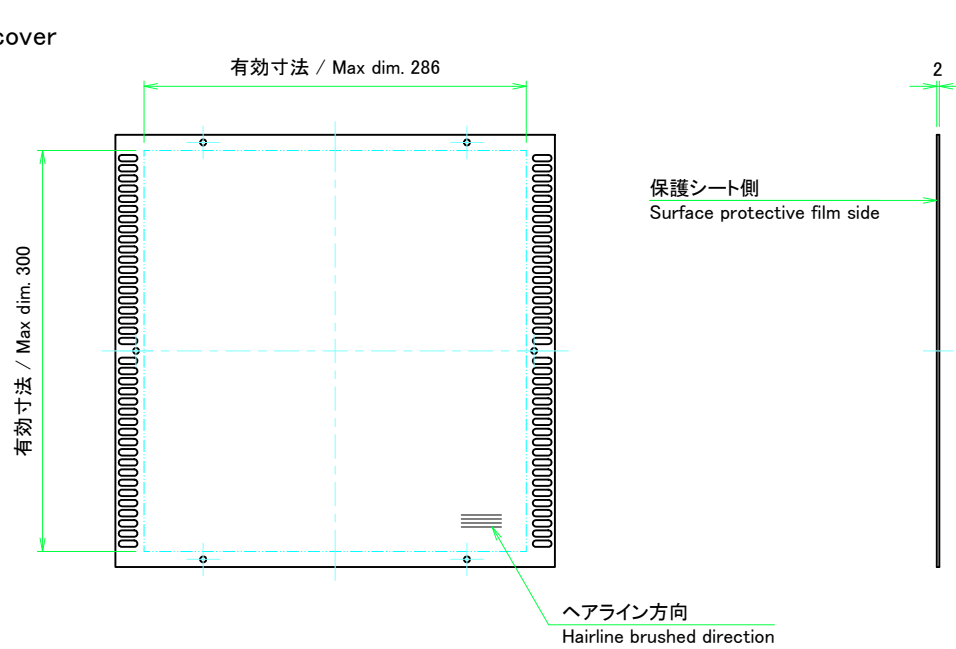 cover
有効寸法 / Max dim. 286
2
保護シート側
Surface protective film side
有効寸法 / Max dim. 300
ヘアライン方向
Hairline brushed direction